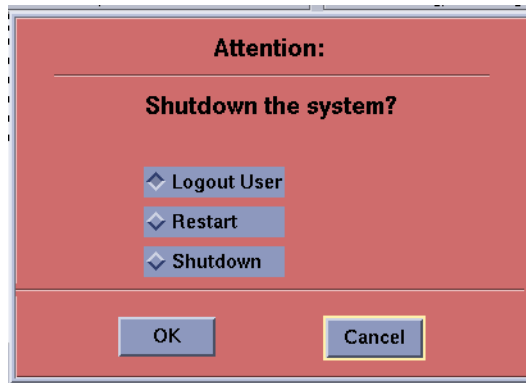 Attention:
Shutdown the system?
Logout User
Restart
Shutdown
OK
Cancel